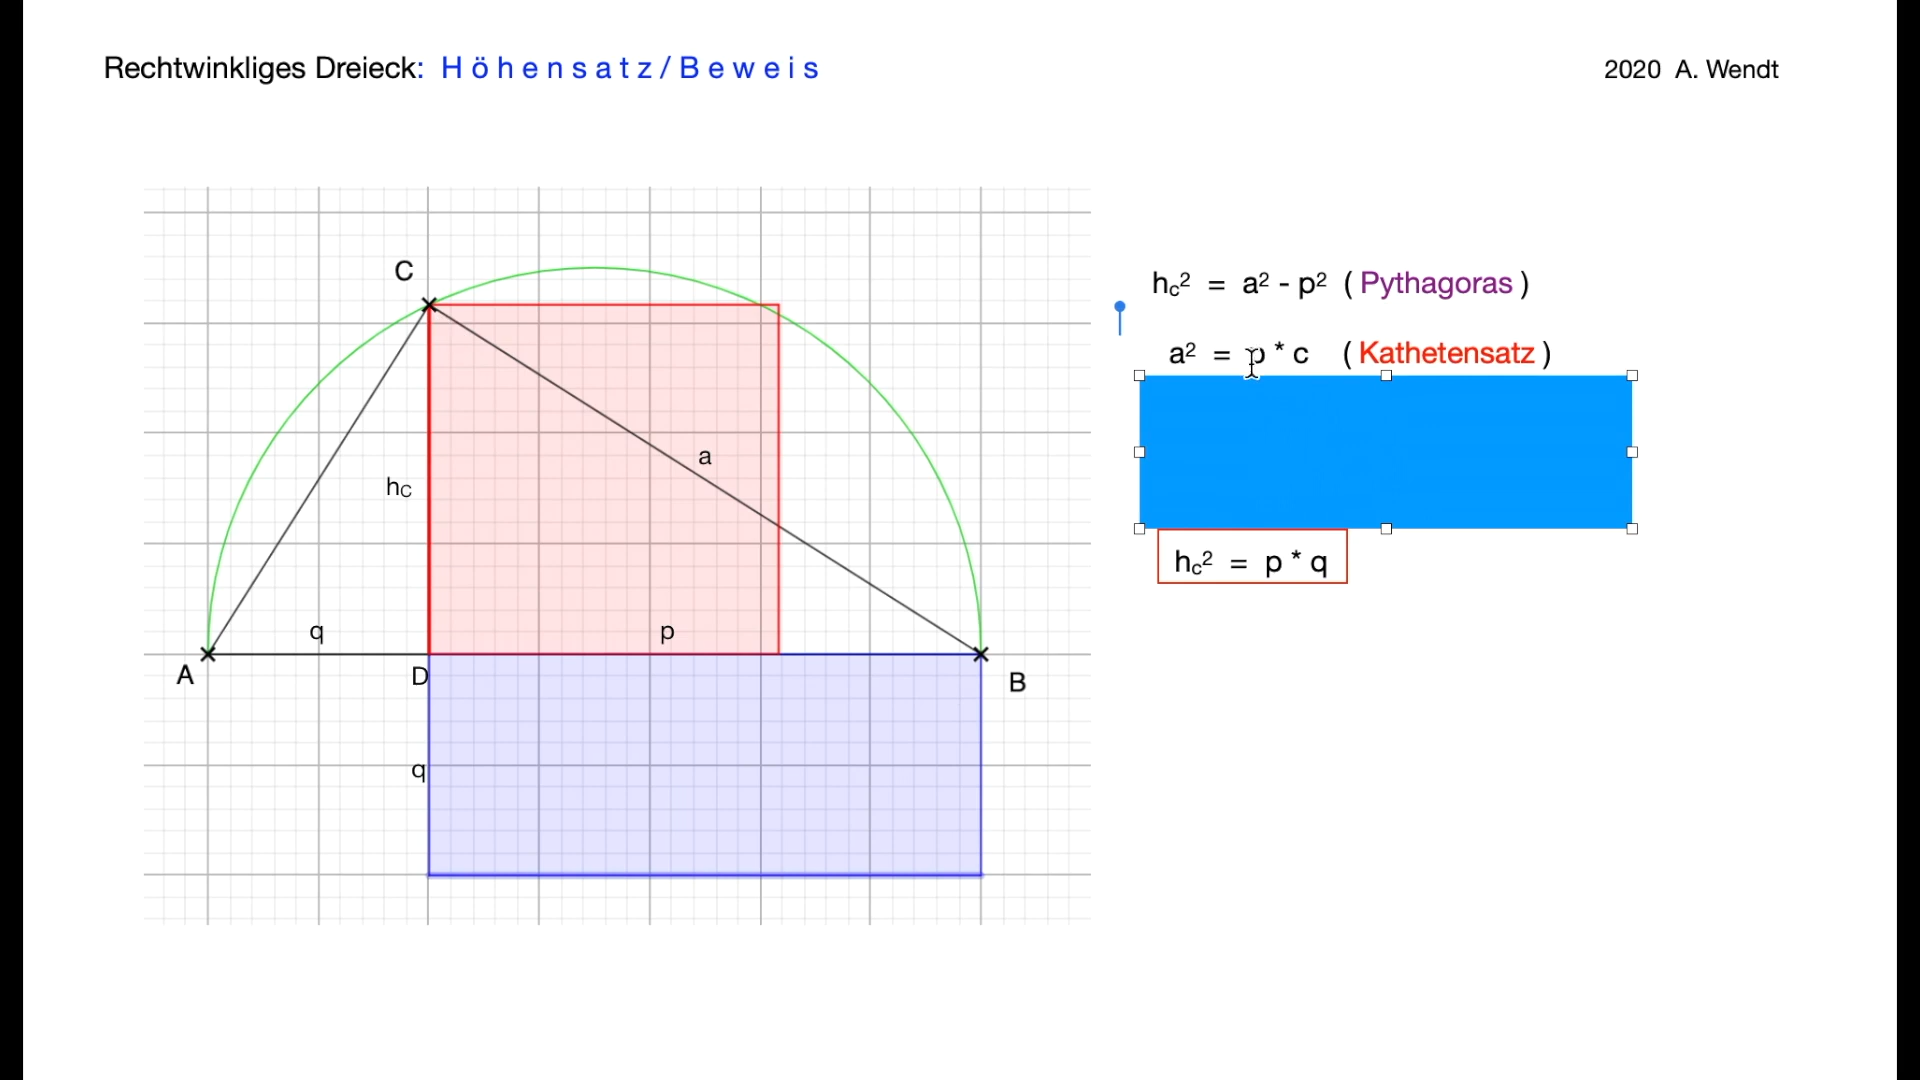 Rechtwinkliges Dreieck: Höhensatz/Beweis
2020 A. Wendt
C
a
hC
q
p
A
D
B
q
hc² = a² - p² (Pythagoras)
a² = p * c (Kathetensatz)
hc² = p * q